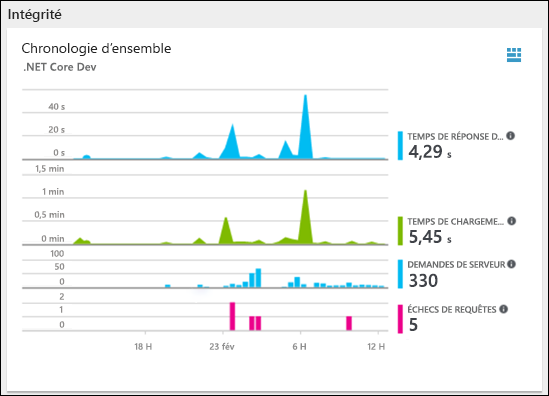 Intégrité
Chronologie d'ensemble
.NET Core Dev
40 s
20 s
0 s
TEMPS DE RÉPONSE D...
4,29 s
1,5 min
1 min
0,5 min
0 min
TEMPS DE CHARGEME...
5,45 s
100
50
0
DEMANDES DE SERVEUR
330
2
1
0
ÉCHECS DE REQUÊTES
5
18 H
23 fév
6 H
12 H